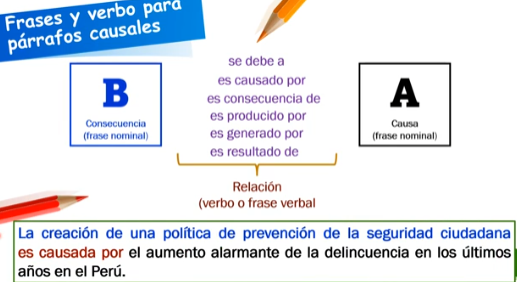 Frases y verbo para
párrafos causales
se debe a
es causado por
es consecuencia de
es producido por
es generado por
es resultado de
B
Consecuencia
(frase nominal)
A
Causa
(frase nominal)
Relación
(verbo o frase verbal
La creación de una política de prevención de la seguridad ciudadana
es causada por el aumento alarmante de la delincuencia en los últimos
años en el Perú.